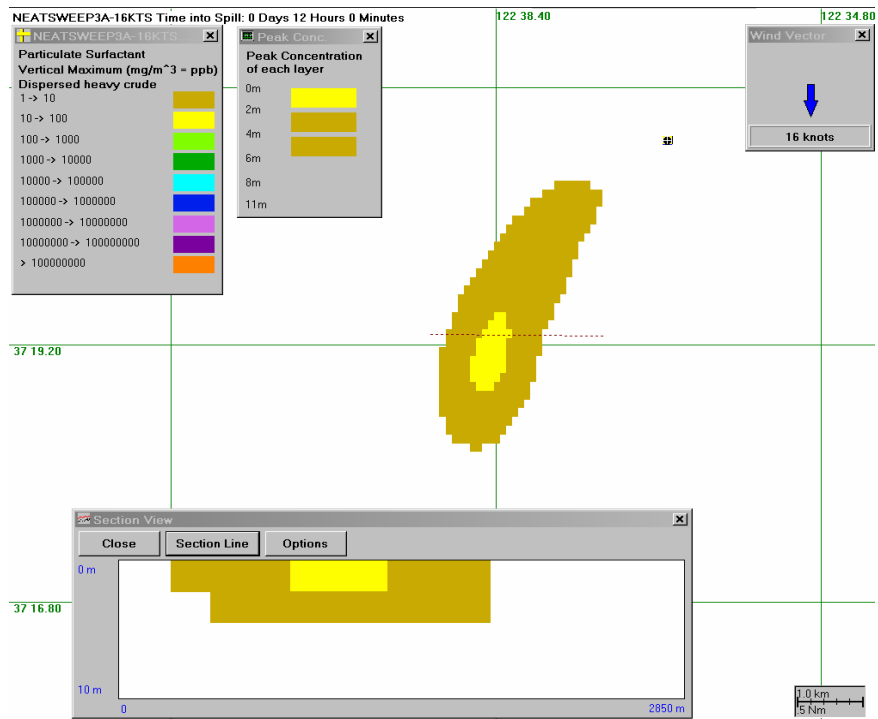 NEATSWEEP3A-16KTS Time into Spill: 0 Days 12 Hours 0 Minutes
122 38.40
122 34.80
NEATSWEEP3A-16KTS
Particulate Surfactant
Vertical Maximum (mg/m^3 = ppb)
Dispersed heavy crude
1 -> 10
10 -> 100
100 -> 1000
1000 -> 10000
10000 -> 100000
100000 -> 1000000
1000000 -> 10000000
10000000 -> 100000000
> 100000000
Peak Conc.
Peak Concentration
of each layer
0m
2m
4m
6m
8m
11m
Wind Vector
16 knots
37 19.20
37 16.80
Section View
Close
Section Line
Options
0 m
10 m
0
2850 m
1.0 km
.5 Nm